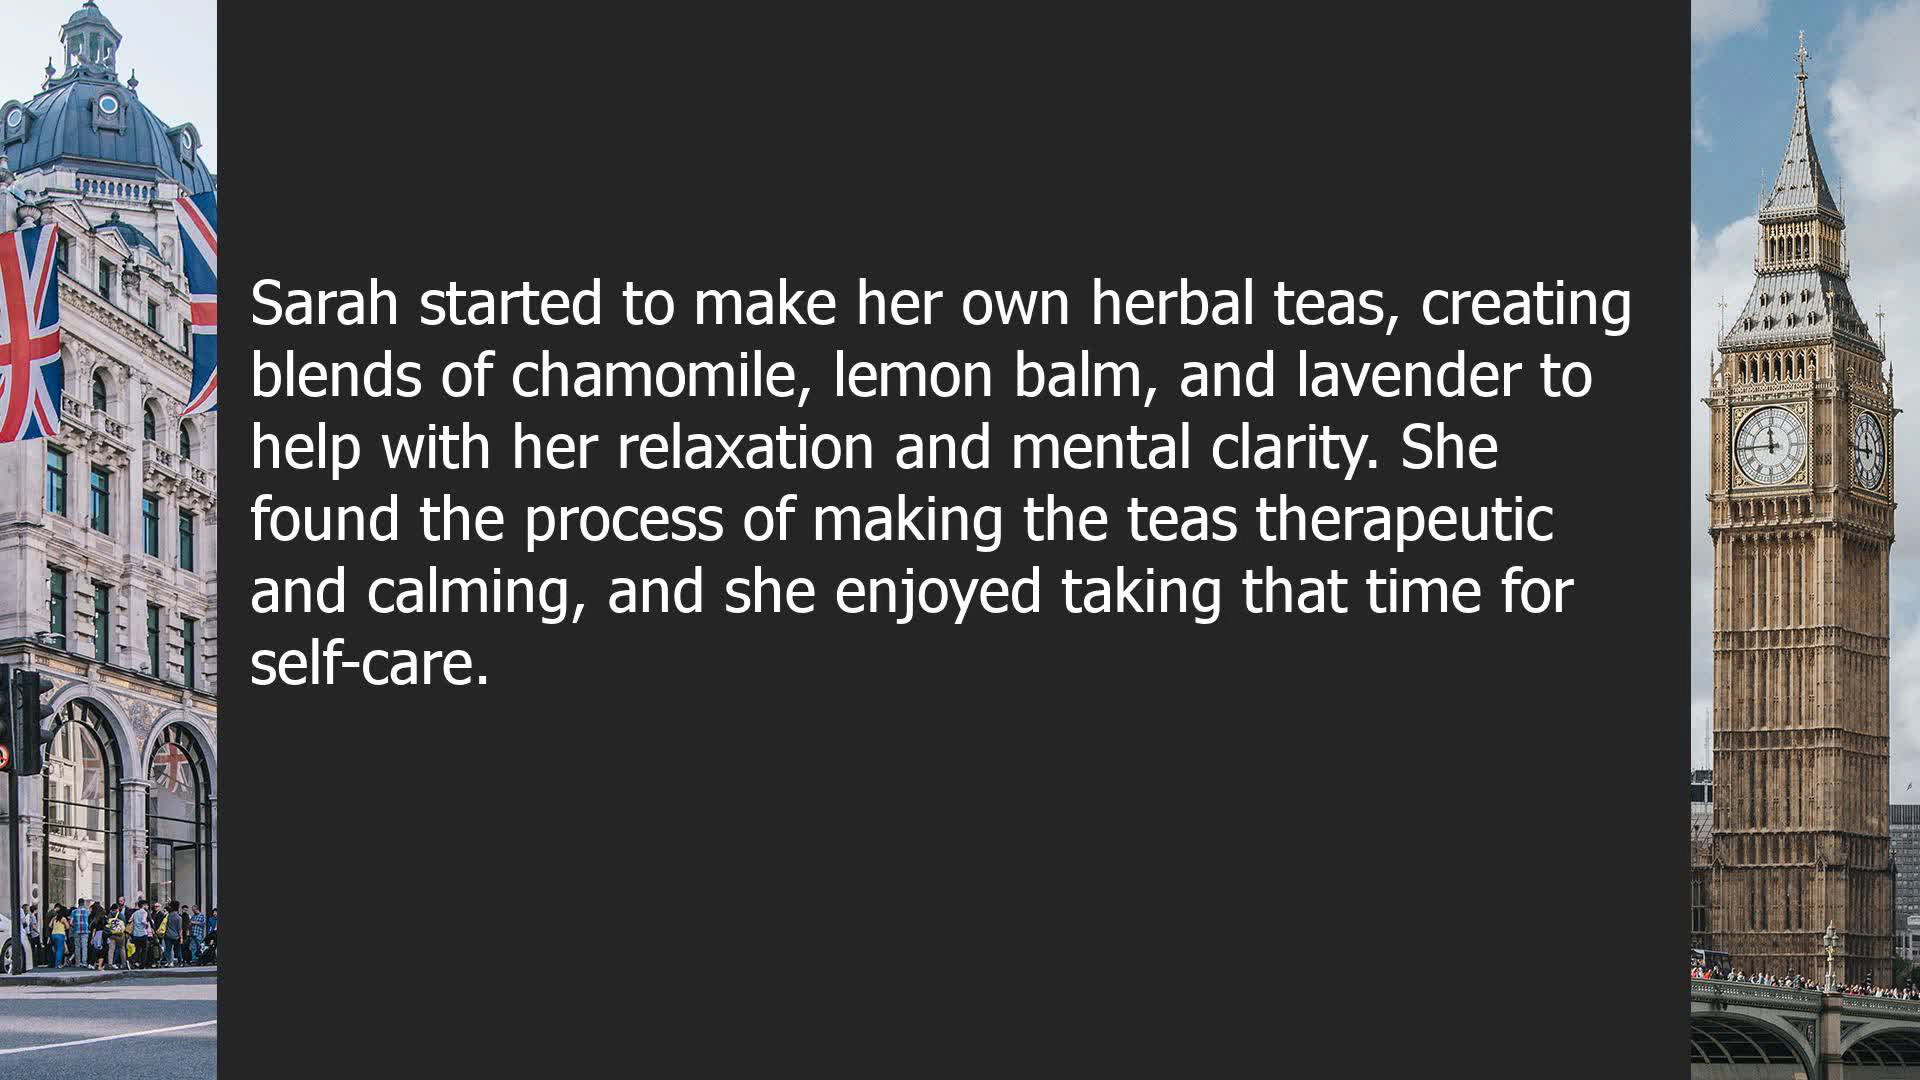 Sarah started to make her own herbal teas, creating
blends of chamomile, lemon balm, and lavender to
help with her relaxation and mental clarity. She
found the process of making the teas therapeutic
and calming, and she enjoyed taking that time for
self-care.